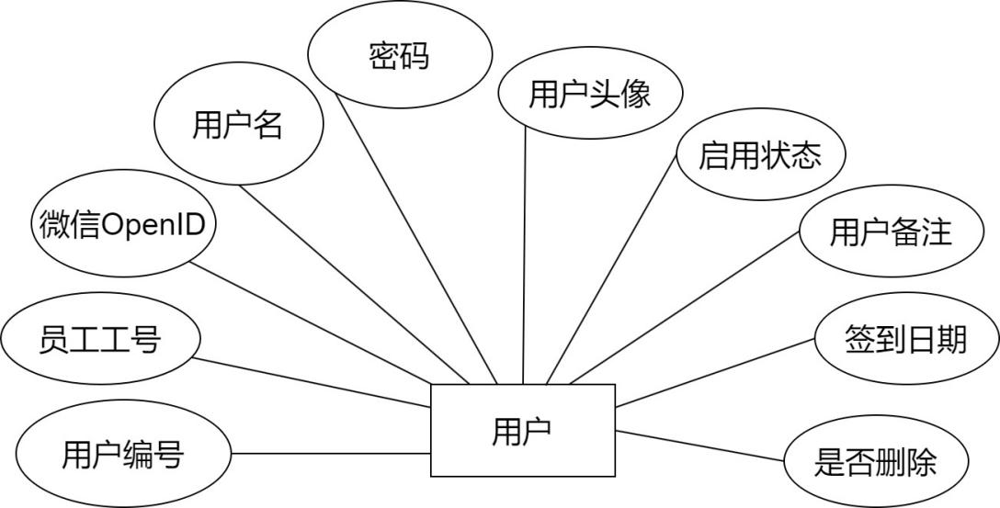 密码
用户头像
用户名
启用状态
微信OpenID
用户备注
员工工号
签到日期
用户
用户编号
是否删除